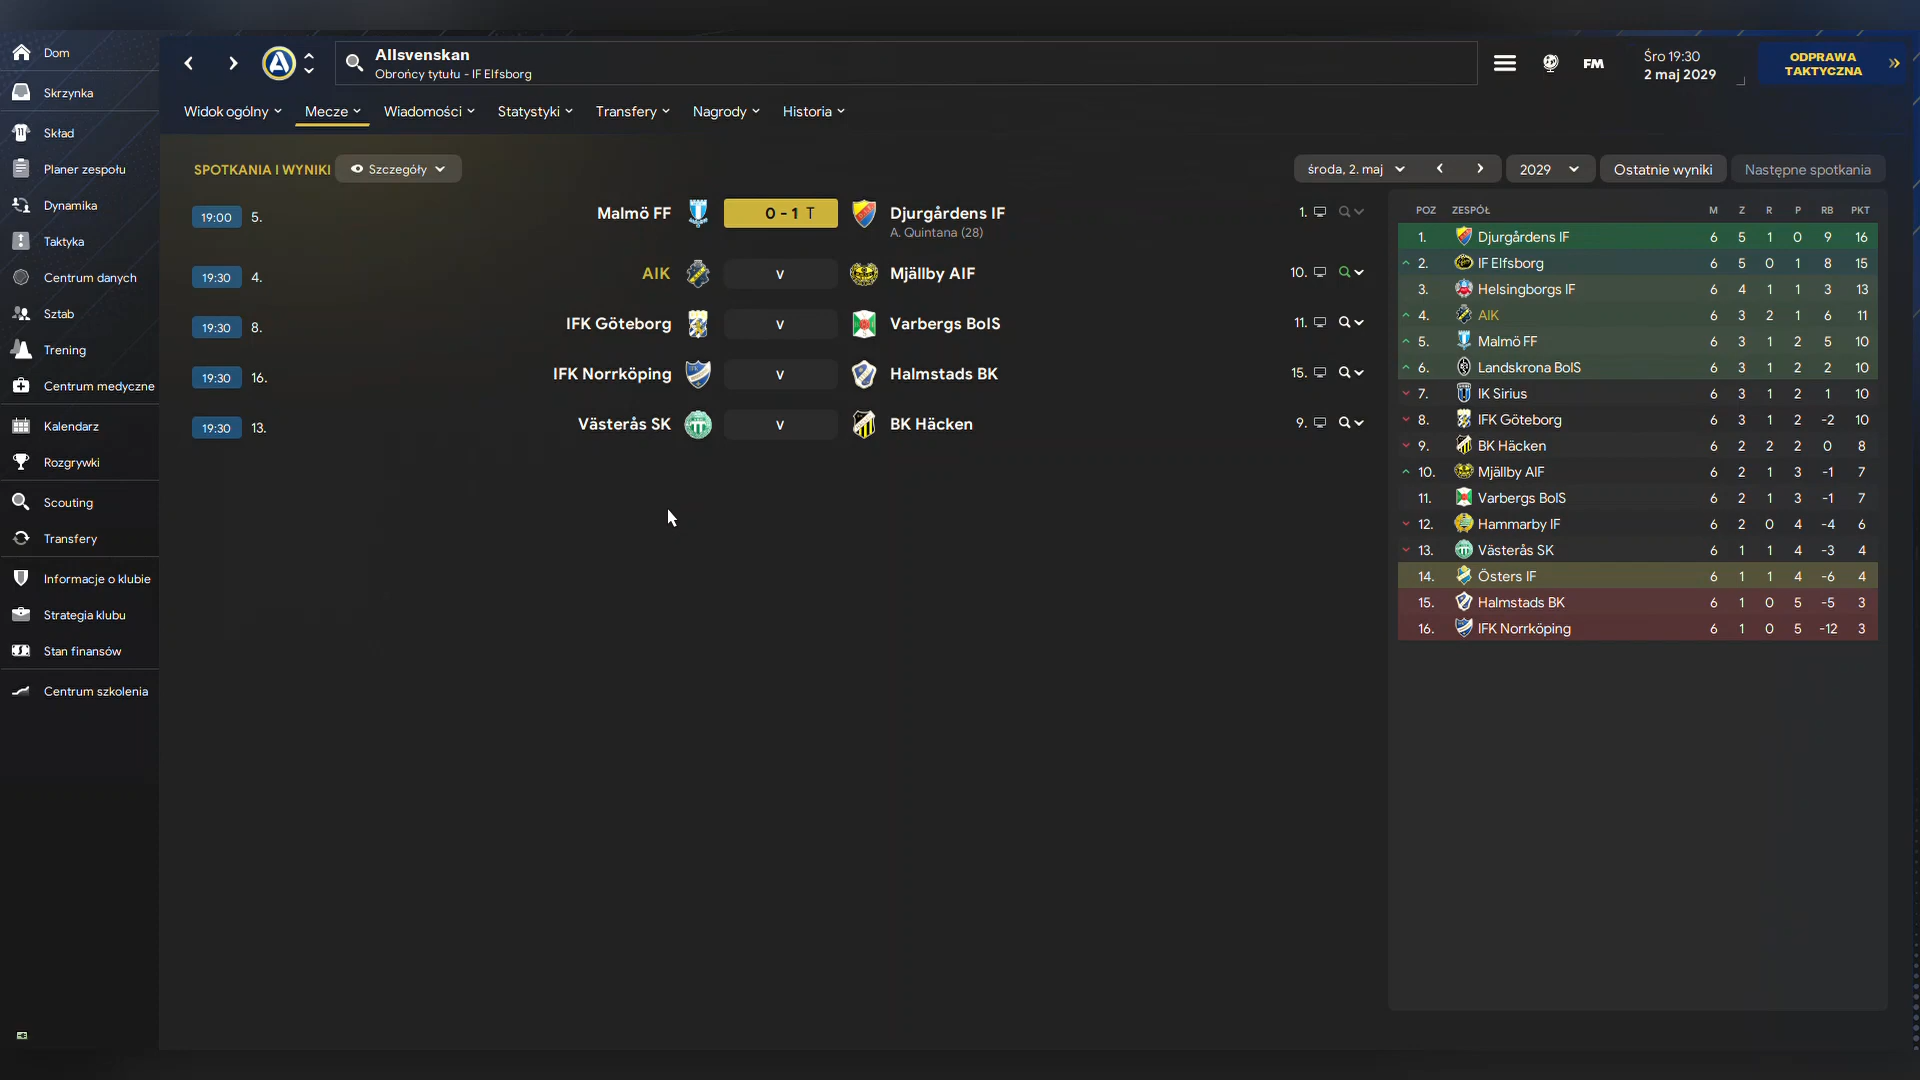 Dom
Skrzynka
Skład
Planer zespołu
Dynamika
Taktyka
Centrum danych
Sztab
Trening
Centrum medyczne
Kalendarz
Rozgrywki
Scouting
Transfery
Informacje o klubie
Strategia klubu
Stan finansów
Centrum szkolenia
Allsvenskan
Obrońcy tytułu - IF Elfsborg
FM
Śro 19:30
2 maj 2029
ODPRAWA
TAKTYCZNA
Widok ogólny Mecze Wiadomości Statystyki Transfery Nagrody Historia
SPOTKANIA I WYNIKI Szczegóły
środa, 2. maj 2029 Ostatnie wyniki Następne spotkania
19:00 5. Malmö FF 0 - 1 T Djurgårdens IF 1.
A. Quintana (28)
19:30 4. AIK v Mjällby AIF 10.
19:30 8. IFK Göteborg v Varbergs BoIS 11.
19:30 16. IFK Norrköping v Halmstads BK 15.
19:30 13. Västerås SK v BK Häcken 9.
POZ ZESPÓŁ M Z R P RB PKT
1. Djurgårdens IF 6 5 1 0 9 16
2. IF Elfsborg 6 5 0 1 8 15
3. Helsingborgs IF 6 4 1 1 3 13
4. AIK 6 3 2 1 6 11
5. Malmö FF 6 3 1 2 5 10
6. Landskrona BoIS 6 3 1 2 2 10
7. IK Sirius 6 3 1 2 1 10
8. IFK Göteborg 6 3 1 2 -2 10
9. BK Häcken 6 2 2 2 0 8
10. Mjällby AIF 6 2 1 3 -1 7
11. Varbergs BoIS 6 2 1 3 -1 7
12. Hammarby IF 6 2 0 4 -4 6
13. Västerås SK 6 1 1 4 -3 4
14. Östers IF 6 1 1 4 -6 4
15. Halmstads BK 6 1 0 5 -5 3
16. IFK Norrköping 6 1 0 5 -12 3